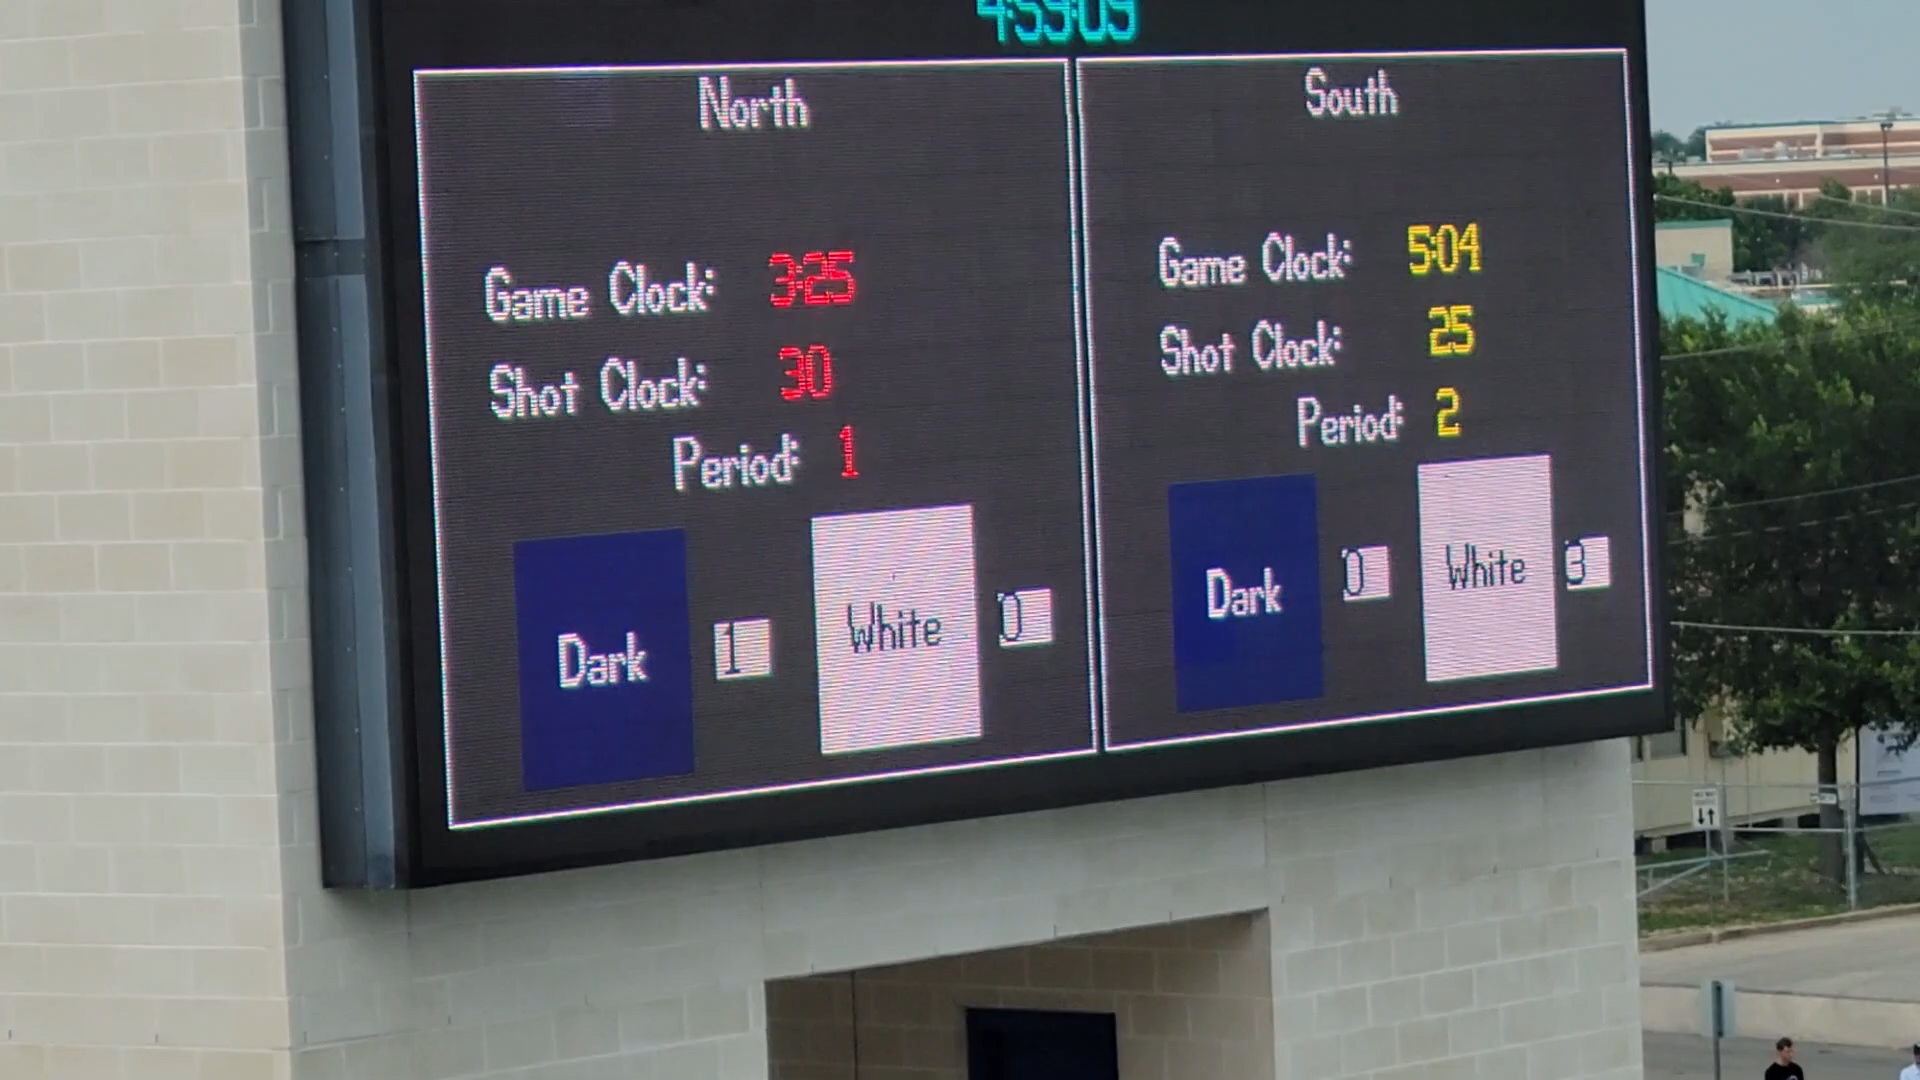 4:59:09
North
Game Clock: 3:25
Shot Clock: 30
Period: 1
Dark 1 White 0
South
Game Clock: 5:04
Shot Clock: 25
Period: 2
Dark 0 White 3